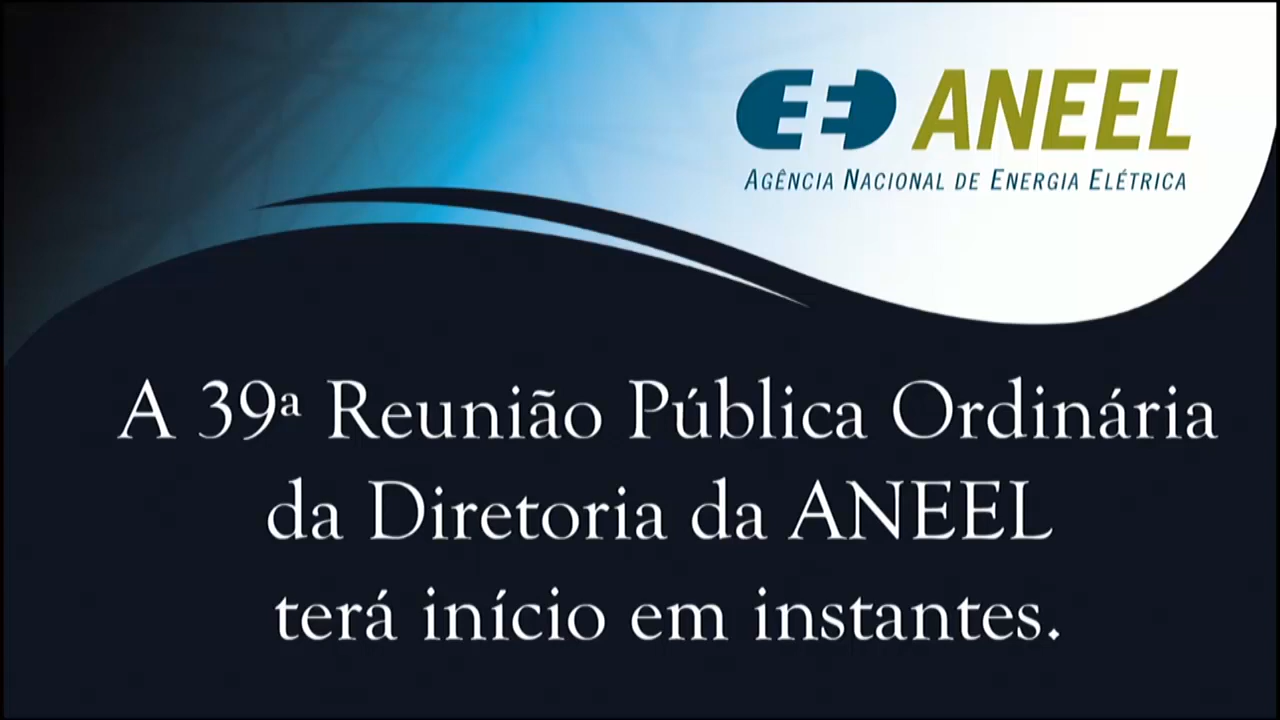 ANEEL
AGÊNCIA NACIONAL DE ENERGIA ELÉTRICA
A 39ª Reunião Pública Ordinária
da Diretoria da ANEEL
terá início em instantes.